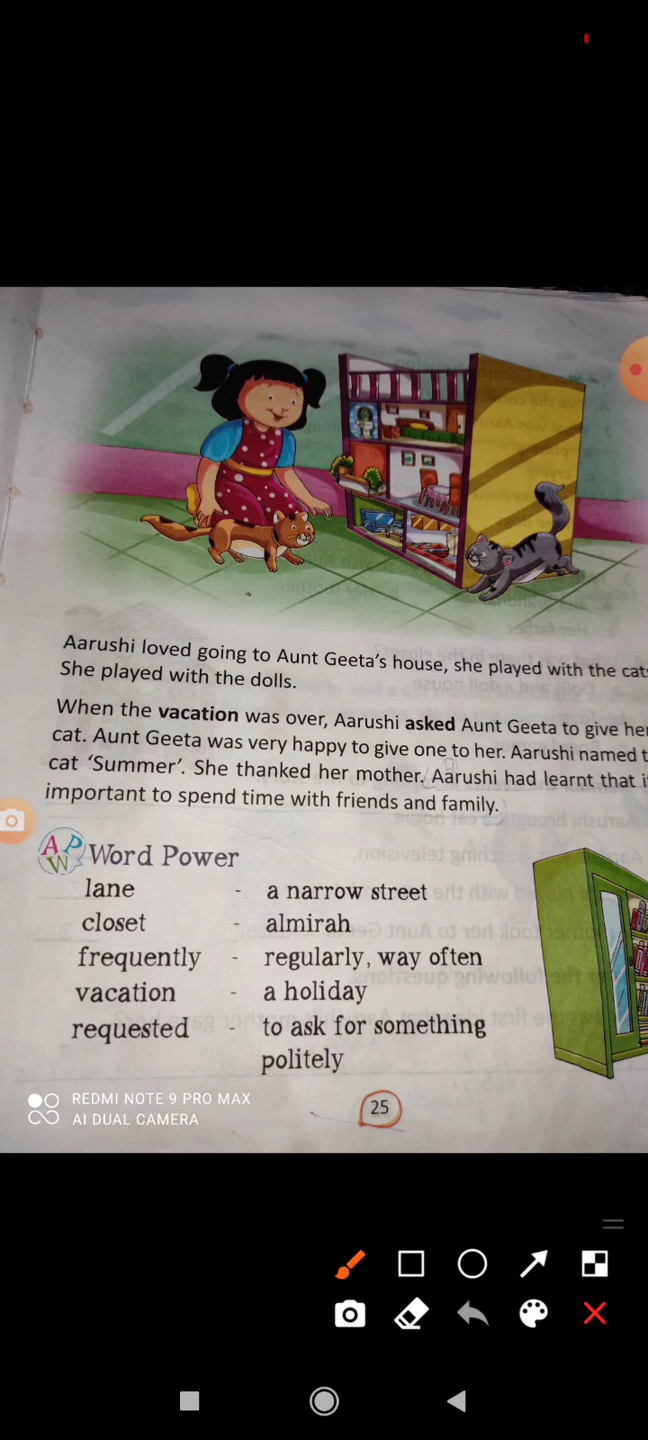 Aarushi loved going to Aunt Geeta's house, she played with the cats
She played with the dolls.
When the vacation was over, Aarushi asked Aunt Geeta to give her
cat. Aunt Geeta was very happy to give one to her. Aarushi named t
cat ‘Summer’. She thanked her mother. Aarushi had learnt that i
important to spend time with friends and family.
A P W Word Power
lane - a narrow street
closet - almirah
frequently - regularly, way often
vacation - a holiday
requested - to ask for something
politely
REDMI NOTE 9 PRO MAX
AI DUAL CAMERA
25